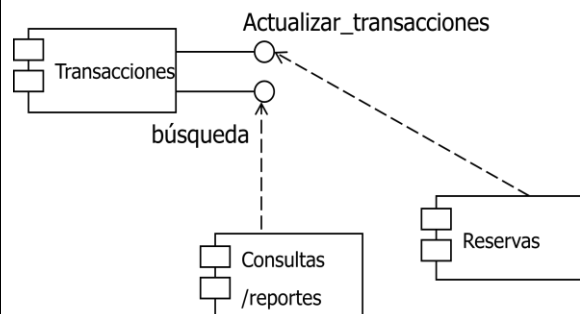 Actualizar_transacciones
Transacciones
búsqueda
Reservas
Consultas
/reportes